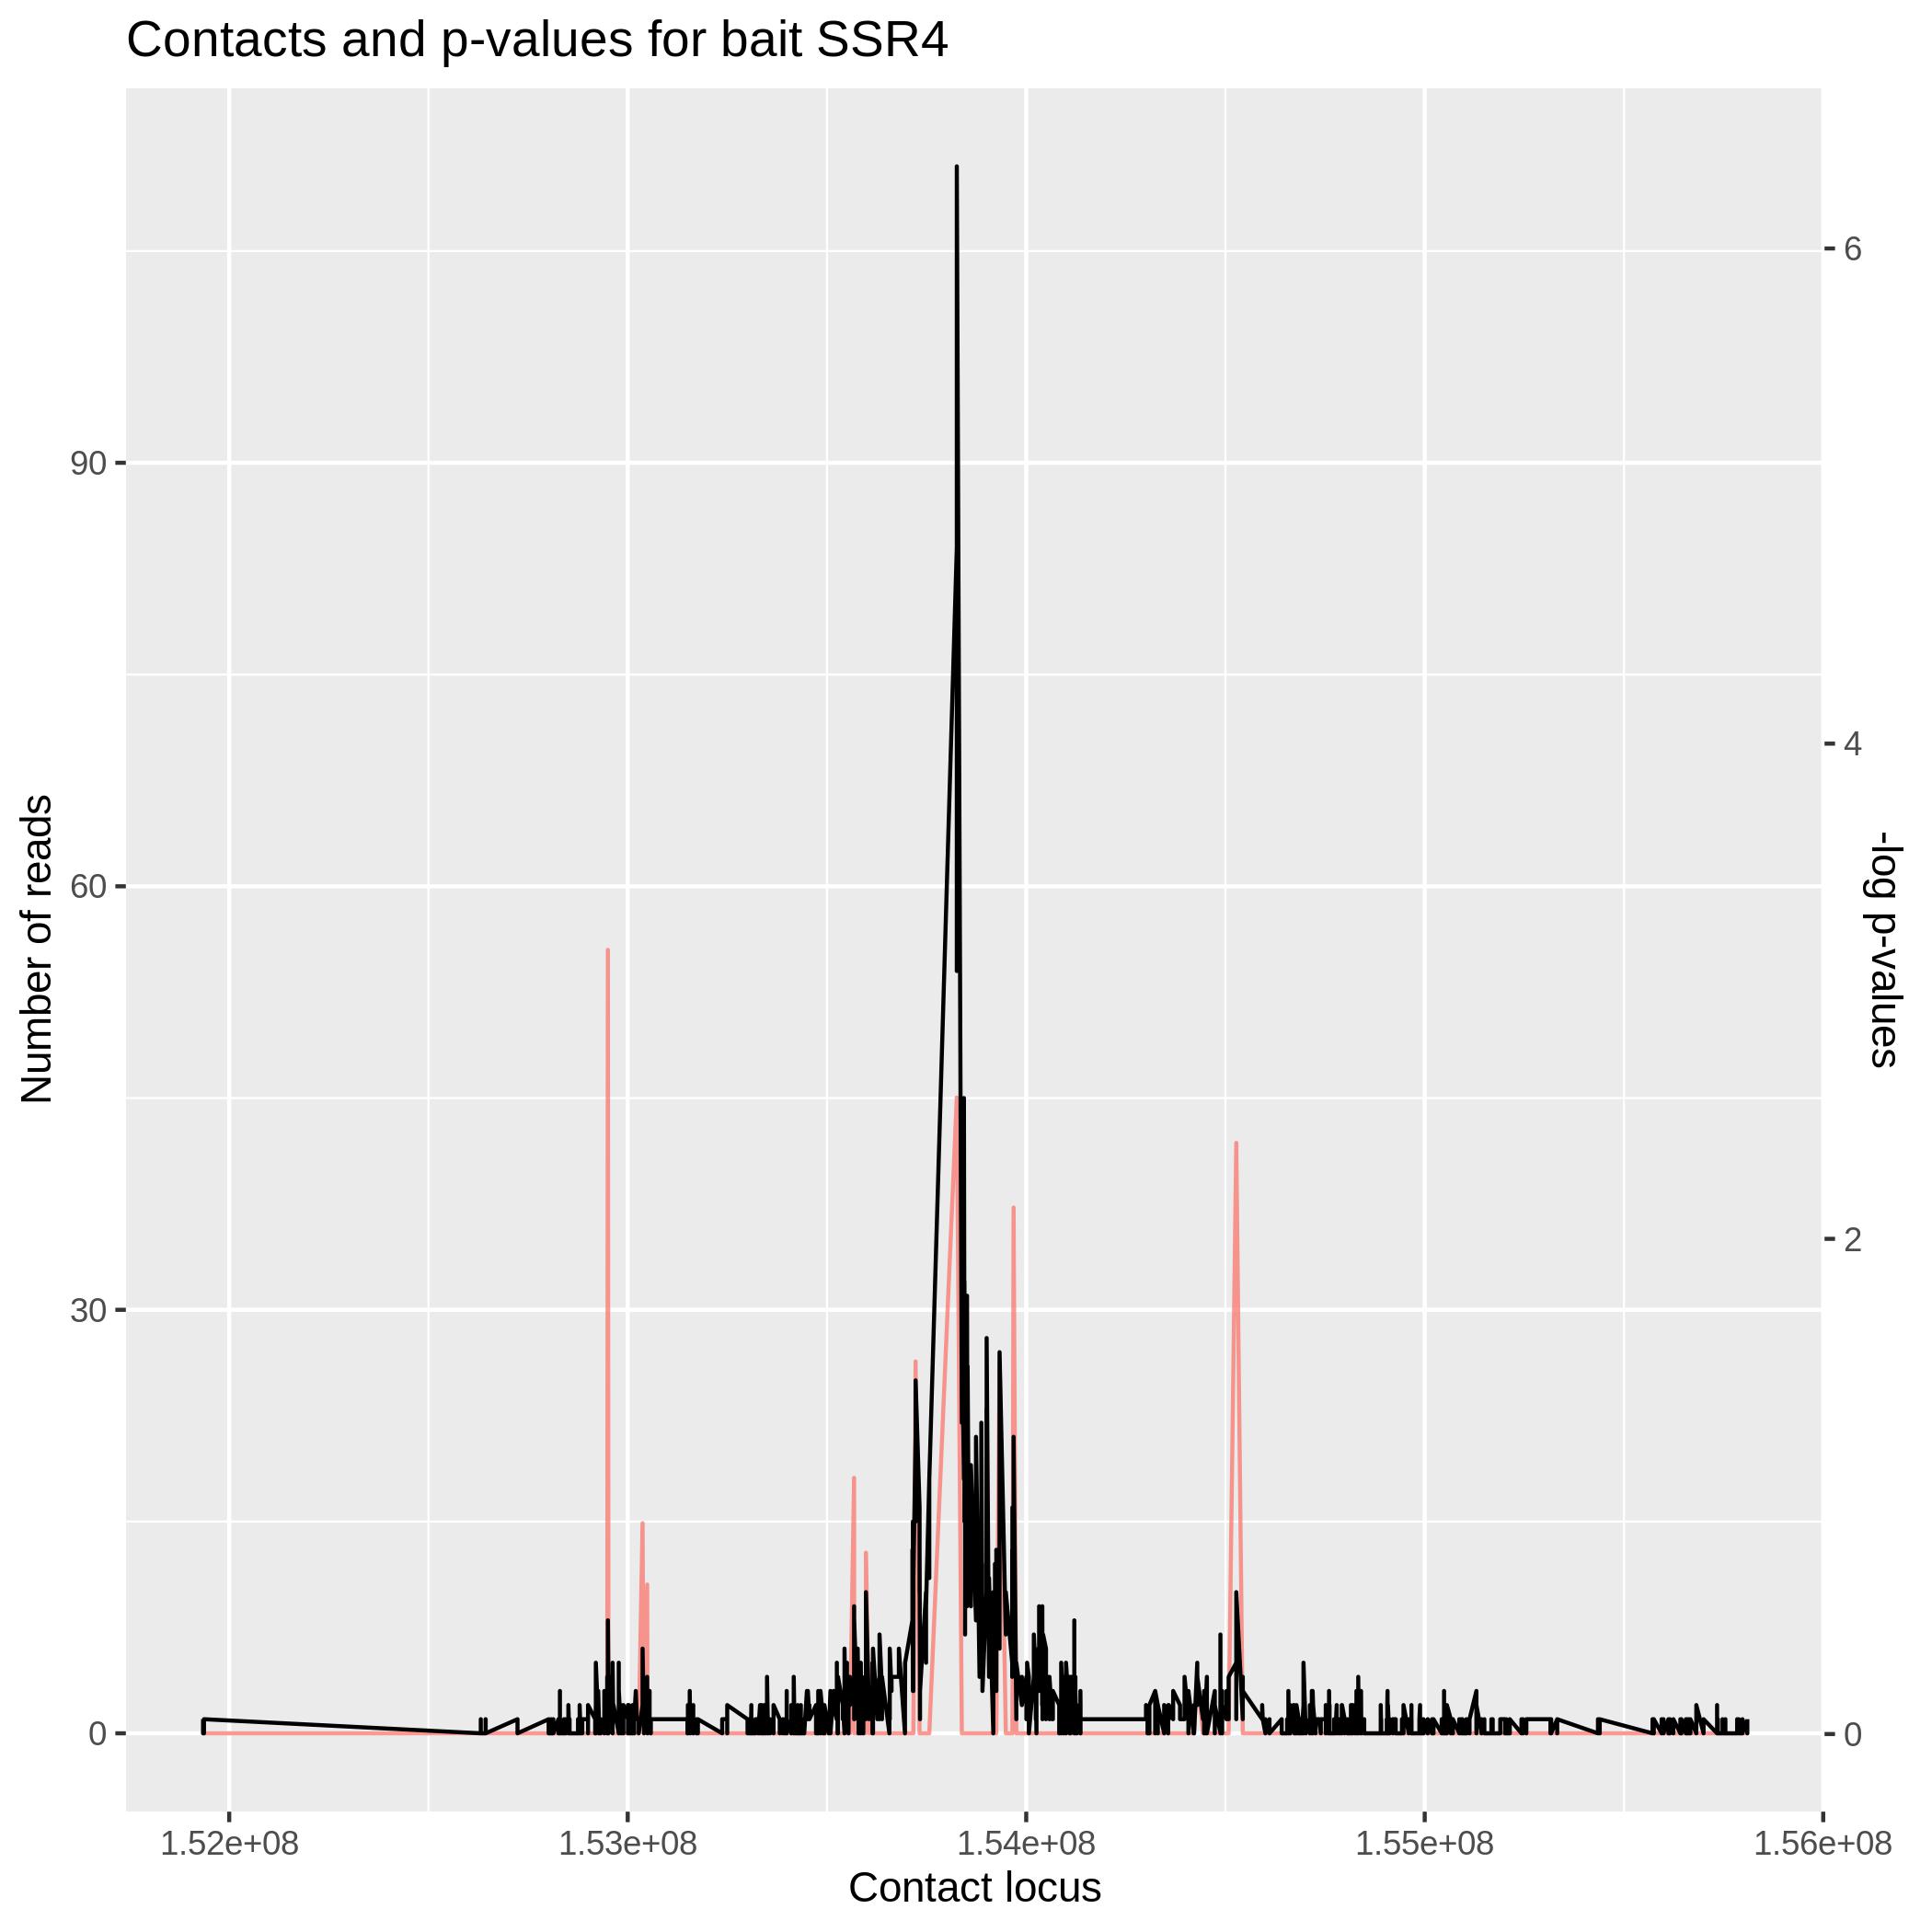 Contacts and p-values for bait SSR4
Number of reads
90
60
30
0
6
4
2
0
-log p-values
1.52e+08
1.53e+08
1.54e+08
1.55e+08
1.56e+08
Contact locus